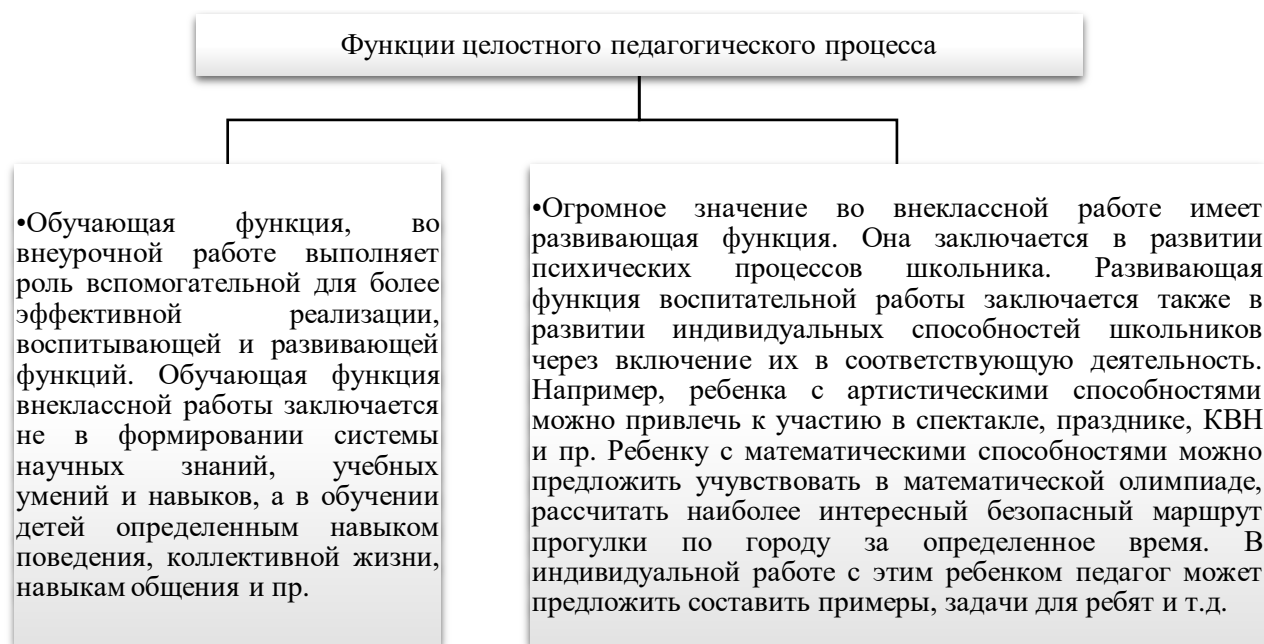 Функции целостного педагогического процесса
•Обучающая функция, во
внеурочной работе выполняет
роль вспомогательной для более
эффективной реализации,
воспитывающей и развивающей
функций. Обучающая функция
внеклассной работы заключается
не в формировании системы
научных знаний, учебных
умений и навыков, а в обучении
детей определенным навыком
поведения, коллективной жизни,
навыкам общения и пр.
•Огромное значение во внеклассной работе имеет
развивающая функция. Она заключается в развитии
психических процессов школьника. Развивающая
функция воспитательной работы заключается также в
развитии индивидуальных способностей школьников
через включение их в соответствующую деятельность.
Например, ребенка с артистическими способностями
можно привлечь к участию в спектакле, празднике, КВН
и пр. Ребенку с математическими способностями можно
предложить учувствовать в математической олимпиаде,
рассчитать наиболее интересный безопасный маршрут
прогулки по городу за определенное время. В
индивидуальной работе с этим ребенком педагог может
предложить составить примеры, задачи для ребят и т.д.